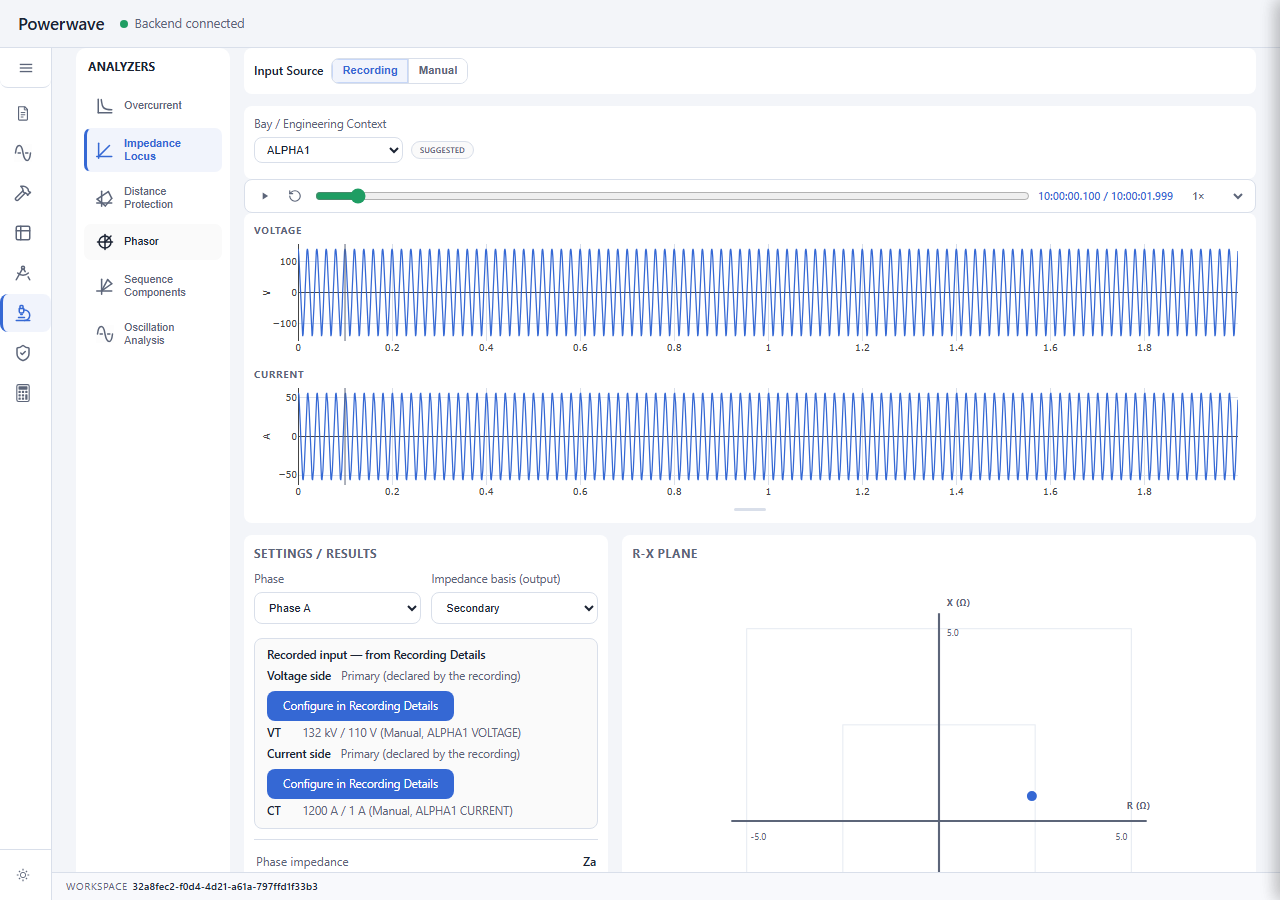 Powerwave
Backend connected
ANALYZERS
Overcurrent
Impedance
Locus
Distance
Protection
Phasor
Sequence
Components
Oscillation
Analysis
Input Source Recording Manual
Bay / Engineering Context
ALPHA1 SUGGESTED
10:00:00.100 / 10:00:01.999 1×
VOLTAGE
100
0
−100
V
0 0.2 0.4 0.6 0.8 1 1.2 1.4 1.6 1.8
CURRENT
50
0
−50
A
0 0.2 0.4 0.6 0.8 1 1.2 1.4 1.6 1.8
SETTINGS / RESULTS
Phase Impedance basis (output)
Phase A Secondary
Recorded input — from Recording Details
Voltage side Primary (declared by the recording)
Configure in Recording Details
VT 132 kV / 110 V (Manual, ALPHA1 VOLTAGE)
Current side Primary (declared by the recording)
Configure in Recording Details
CT 1200 A / 1 A (Manual, ALPHA1 CURRENT)
Phase impedance Za
R-X PLANE
X (Ω)
5.0
R (Ω)
-5.0 5.0
WORKSPACE 32a8fec2-f0d4-4d21-a61a-797ffd1f33b3